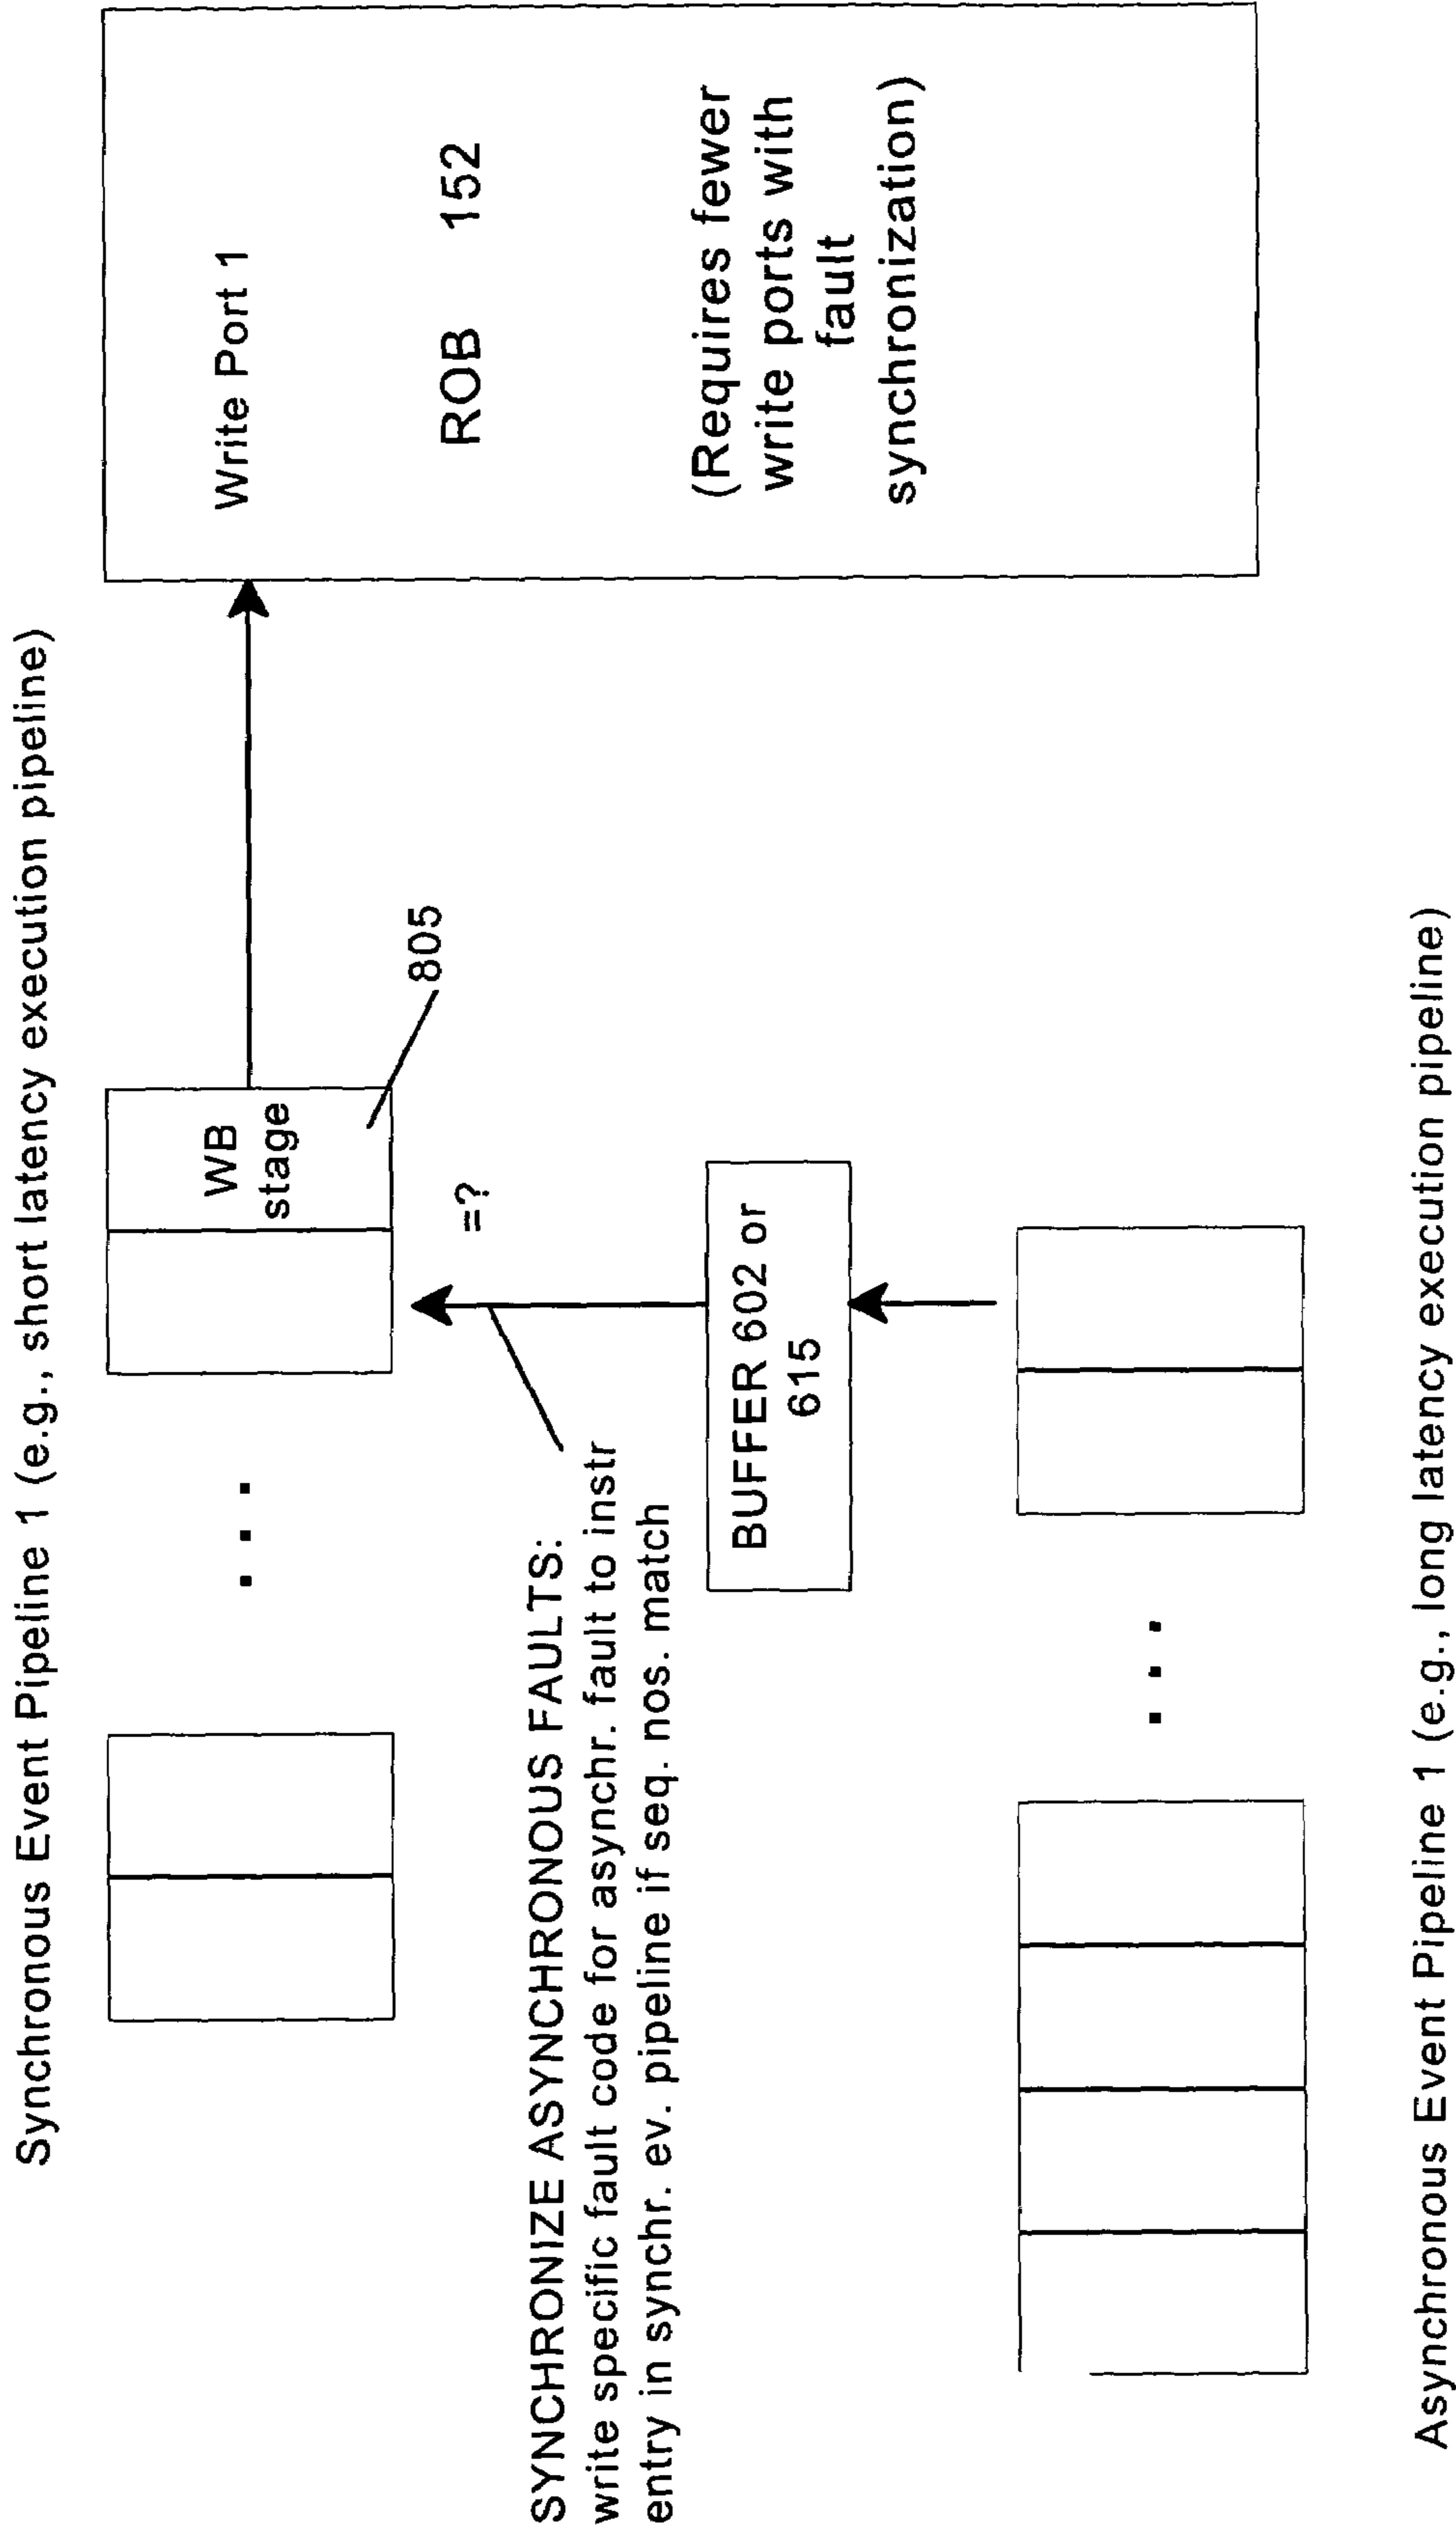 Synchronous Event Pipeline 1 (e.g., short latency execution pipeline)
WB
stage
805
Write Port 1
ROB 152
(Requires fewer
write ports with
fault
synchronization)
=?
SYNCHRONIZE ASYNCHRONOUS FAULTS:
write specific fault code for asynchr. fault to instr
entry in synchr. ev. pipeline if seq. nos. match
BUFFER 602 or
615
Asynchronous Event Pipeline 1 (e.g., long latency execution pipeline)